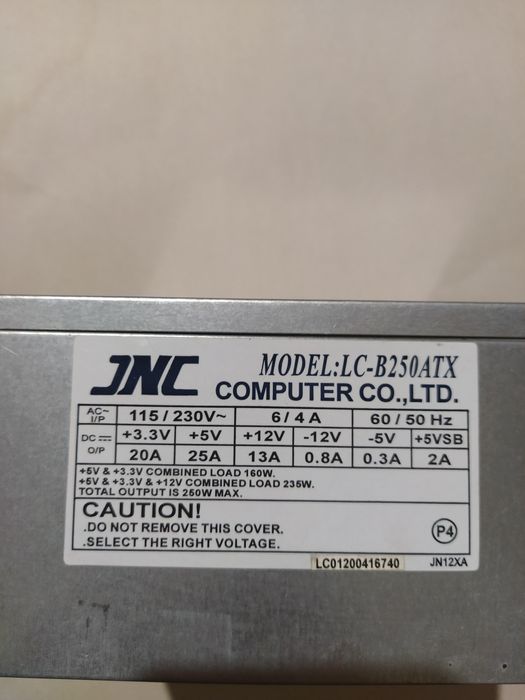 JNC MODEL:LC-B250ATX
COMPUTER CO.,LTD.
AC~ I/P 115 / 230V~ 6 / 4 A 60 / 50 Hz
DC O/P +3.3V +5V +12V -12V -5V +5VSB
20A 25A 13A 0.8A 0.3A 2A
+5V & +3.3V COMBINED LOAD 160W.
+5V & +3.3V & +12V COMBINED LOAD 235W.
TOTAL OUTPUT IS 250W MAX.
CAUTION!
.DO NOT REMOVE THIS COVER.
.SELECT THE RIGHT VOLTAGE.
P4
LC01200416740 JN12XA